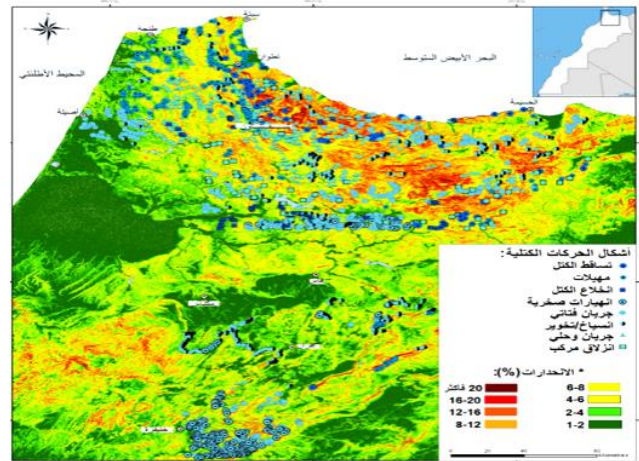 سبتة
طنجة
تطوان
البحر الأبيض المتوسط
المحيط الأطلنتي
الحسيمة
أصيلة
أشكال الحركات الكتلية:
تساقط الكتل
مهيلات
انخلاع الكتل
انهيارات صخرية
جريان فتاتي
انسياخ/تخوير
جريان وحلي
انزلاق مركب
* الانحدارات (%):
20 فاكثر
16-20
12-16
8-12
6-8
4-6
2-4
1-2